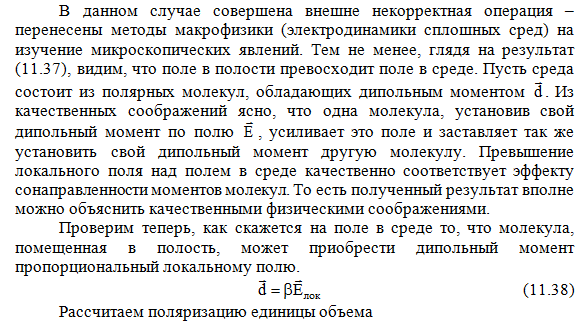 В данном случае совершена внешне некорректная операция –
перенесены методы макрофизики (электродинамики сплошных сред) на
изучение микроскопических явлений. Тем не менее, глядя на результат
(11.37), видим, что поле в полости превосходит поле в среде. Пусть среда
состоит из полярных молекул, обладающих дипольным моментом d⃗. Из
качественных соображений ясно, что одна молекула, установив свой
дипольный момент по полю E⃗ , усиливает это поле и заставляет так же
установить свой дипольный момент другую молекулу. Превышение
локального поля над полем в среде качественно соответствует эффекту
сонаправленности моментов молекул. То есть полученный результат вполне
можно объяснить качественными физическими соображениями.
Проверим теперь, как скажется на поле в среде то, что молекула,
помещенная в полость, может приобрести дипольный момент
пропорциональный локальному полю.
d⃗ = βE⃗лок (11.38)
Рассчитаем поляризацию единицы объема